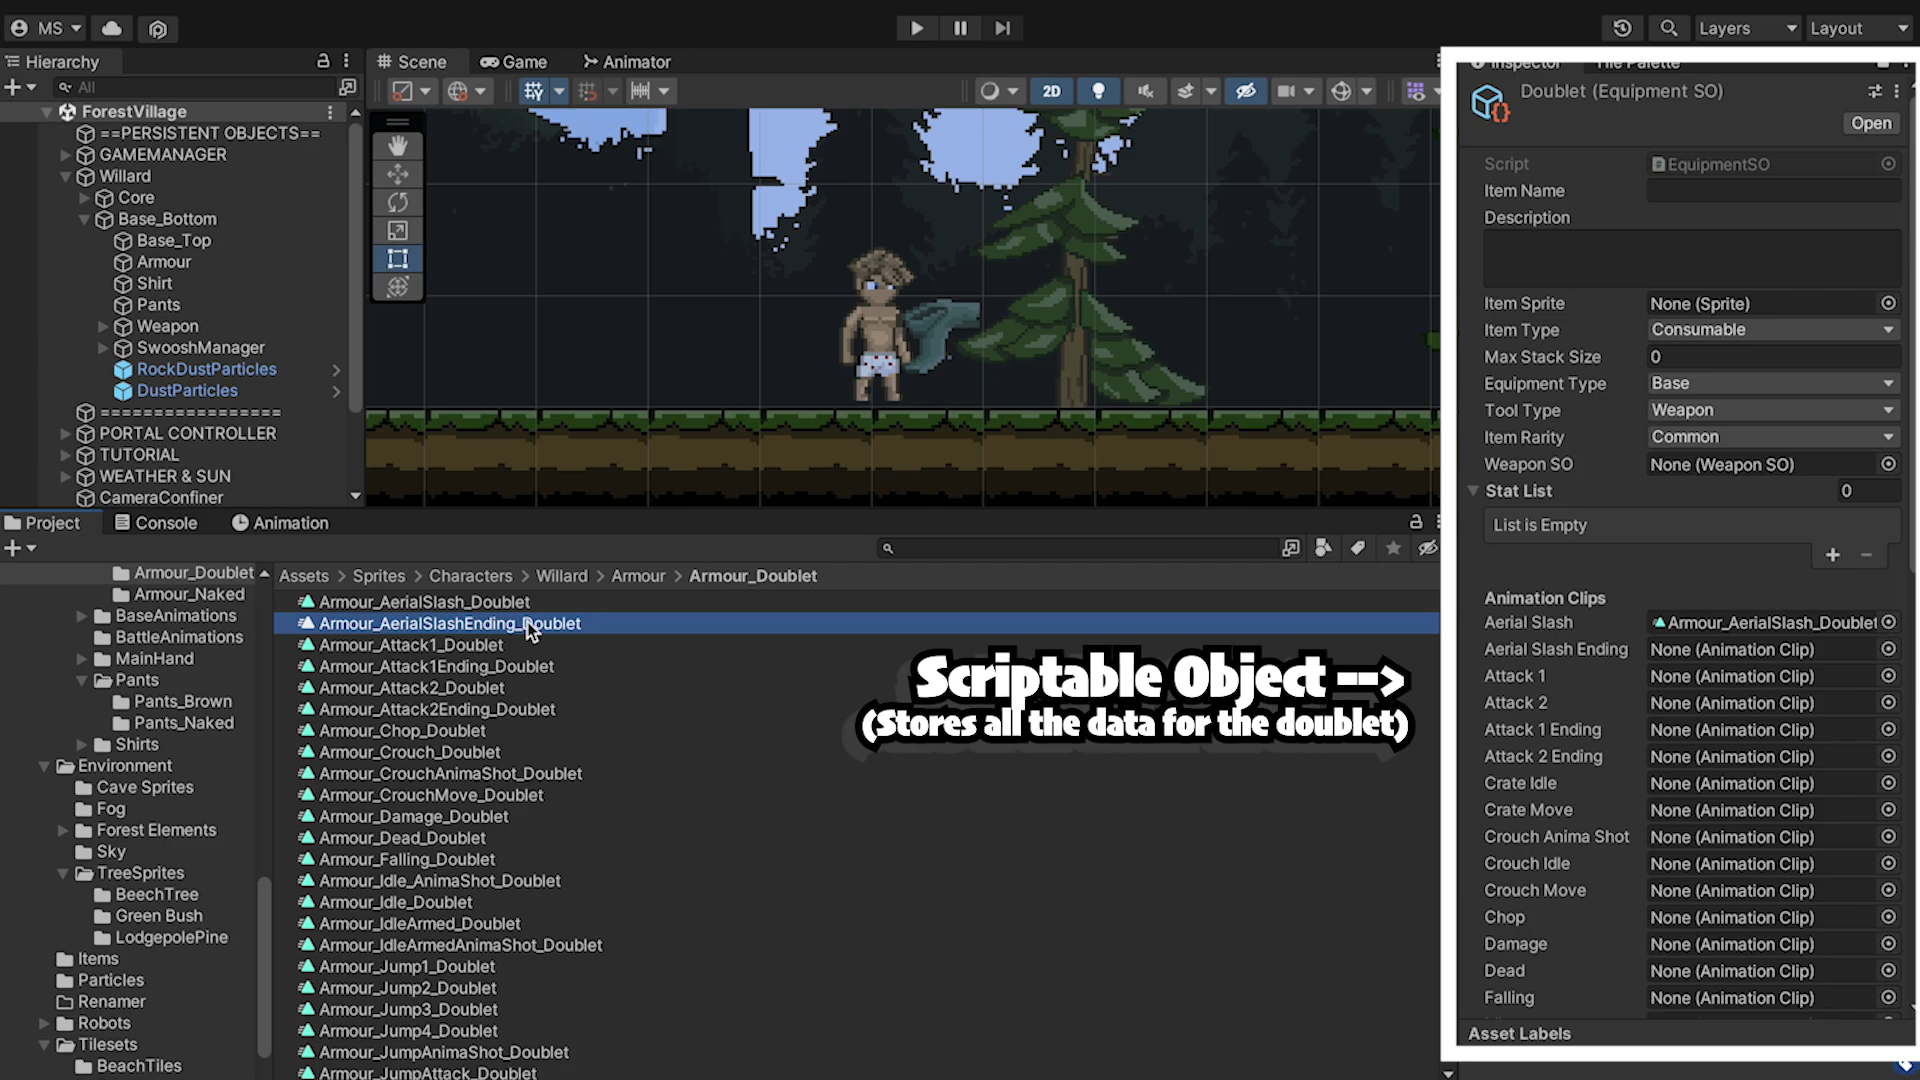 MS
Layers
Layout
Hierarchy
All
ForestVillage
==PERSISTENT OBJECTS==
GAMEMANAGER
Willard
Core
Base_Bottom
Base_Top
Armour
Shirt
Pants
Weapon
SwooshManager
RockDustParticles
DustParticles
================
PORTAL CONTROLLER
TUTORIAL
WEATHER & SUN
CameraConfiner
Scene
Game
Animator
2D
Project
Console
Animation
Armour_Doublet
Armour_Naked
BaseAnimations
BattleAnimations
MainHand
Pants
Pants_Brown
Pants_Naked
Shirts
Environment
Cave Sprites
Fog
Forest Elements
Sky
TreeSprites
BeechTree
Green Bush
LodgepolePine
Items
Particles
Renamer
Robots
Tilesets
BeachTiles
Assets > Sprites > Characters > Willard > Armour > Armour_Doublet
Armour_AerialSlash_Doublet
Armour_AerialSlashEnding_Doublet
Armour_Attack1_Doublet
Armour_Attack1Ending_Doublet
Armour_Attack2_Doublet
Armour_Attack2Ending_Doublet
Armour_Chop_Doublet
Armour_Crouch_Doublet
Armour_CrouchAnimaShot_Doublet
Armour_CrouchMove_Doublet
Armour_Damage_Doublet
Armour_Dead_Doublet
Armour_Falling_Doublet
Armour_Idle_AnimaShot_Doublet
Armour_Idle_Doublet
Armour_IdleArmed_Doublet
Armour_IdleArmedAnimaShot_Doublet
Armour_Jump1_Doublet
Armour_Jump2_Doublet
Armour_Jump3_Doublet
Armour_Jump4_Doublet
Armour_JumpAnimaShot_Doublet
Armour_JumpAttack_Doublet
Scriptable Object -->
(Stores all the data for the doublet)
Inspector
Tile Palette
Doublet (Equipment SO)
Open
Script EquipmentSO
Item Name
Description
Item Sprite None (Sprite)
Item Type Consumable
Max Stack Size 0
Equipment Type Base
Tool Type Weapon
Item Rarity Common
Weapon SO None (Weapon SO)
Stat List 0
List is Empty
+ -
Animation Clips
Aerial Slash Armour_AerialSlash_Doublet
Aerial Slash Ending None (Animation Clip)
Attack 1 None (Animation Clip)
Attack 2 None (Animation Clip)
Attack 1 Ending None (Animation Clip)
Attack 2 Ending None (Animation Clip)
Crate Idle None (Animation Clip)
Crate Move None (Animation Clip)
Crouch Anima Shot None (Animation Clip)
Crouch Idle None (Animation Clip)
Crouch Move None (Animation Clip)
Chop None (Animation Clip)
Damage None (Animation Clip)
Dead None (Animation Clip)
Falling None (Animation Clip)
Asset Labels